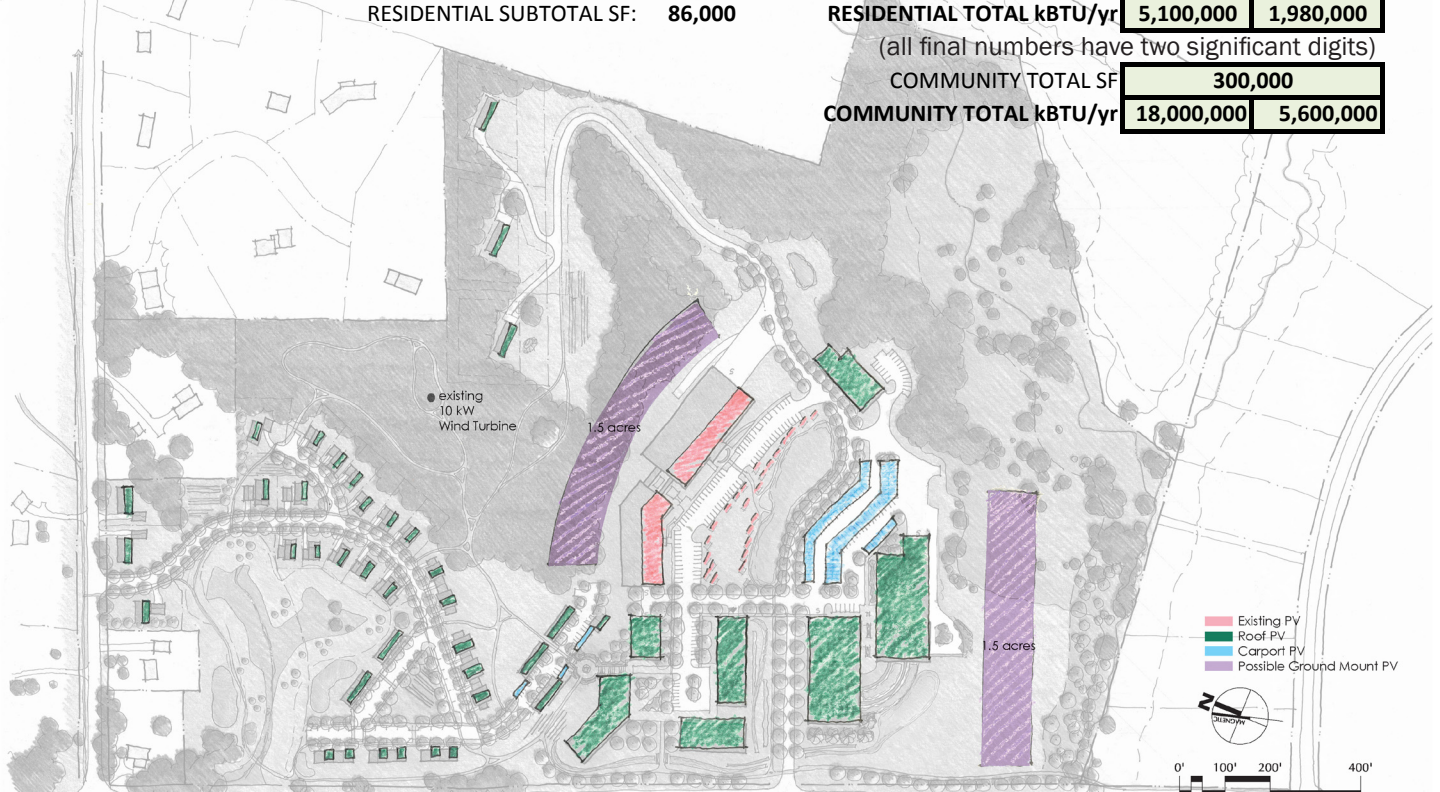 RESIDENTIAL SUBTOTAL SF: 86,000 RESIDENTIAL TOTAL kBTU/yr 5,100,000 1,980,000
(all final numbers have two significant digits)
COMMUNITY TOTAL SF 300,000
COMMUNITY TOTAL kBTU/yr 18,000,000 5,600,000
existing
10 kW
Wind Turbine
1.5 acres
1.5 acres
Existing PV
Roof PV
Carport PV
Possible Ground Mount PV
N
MAGNETIC
0' 100' 200' 400'